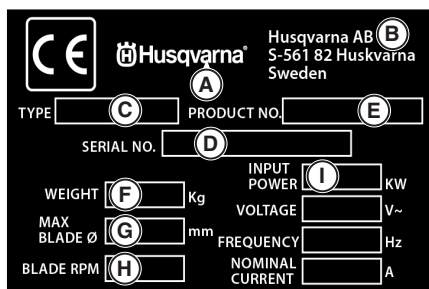 CE
Husqvarna®
Husqvarna AB B
S-561 82 Huskvarna
Sweden
A
TYPE C PRODUCT NO. E
SERIAL NO. D
INPUT
POWER I KW
WEIGHT F Kg
VOLTAGE V~
MAX
BLADE Ø G mm
FREQUENCY Hz
BLADE RPM H
NOMINAL
CURRENT A